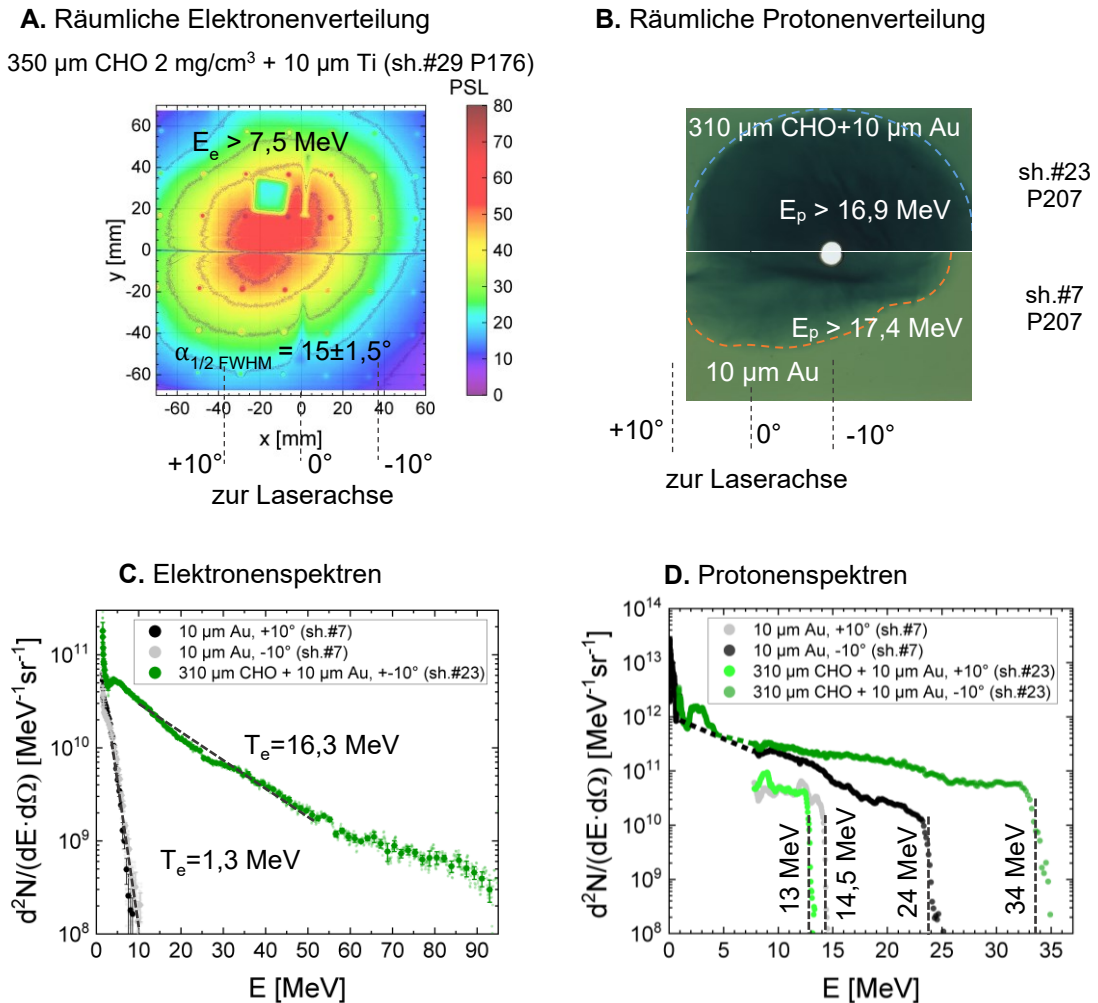 A. Räumliche Elektronenverteilung
350 µm CHO 2 mg/cm³ + 10 µm Ti (sh.#29 P176)
PSL
E_e > 7,5 MeV
α_1/2 FWHM = 15±1,5°
y [mm]
60
40
20
0
-20
-40
-60
-60 -40 -20 0 20 40 60
x [mm]
80
70
60
50
40
30
20
10
0
+10° 0° -10°
zur Laserachse
B. Räumliche Protonenverteilung
310 µm CHO+10 µm Au
sh.#23
P207
E_p > 16,9 MeV
sh.#7
P207
E_p > 17,4 MeV
10 µm Au
+10° 0° -10°
zur Laserachse
C. Elektronenspektren
10 µm Au, +10° (sh.#7)
10 µm Au, -10° (sh.#7)
310 µm CHO + 10 µm Au, +-10° (sh.#23)
T_e=16,3 MeV
T_e=1,3 MeV
d²N/(dE·dΩ) [MeV⁻¹sr⁻¹]
10¹¹
10¹⁰
10⁹
10⁸
0 10 20 30 40 50 60 70 80 90
E [MeV]
D. Protonenspektren
10 µm Au, +10° (sh.#7)
10 µm Au, -10° (sh.#7)
310 µm CHO + 10 µm Au, +10° (sh.#23)
310 µm CHO + 10 µm Au, -10° (sh.#23)
13 MeV
14,5 MeV
24 MeV
34 MeV
d²N/(dE·dΩ) [MeV⁻¹sr⁻¹]
10¹⁴
10¹³
10¹²
10¹¹
10¹⁰
10⁹
10⁸
0 5 10 15 20 25 30 35
E [MeV]